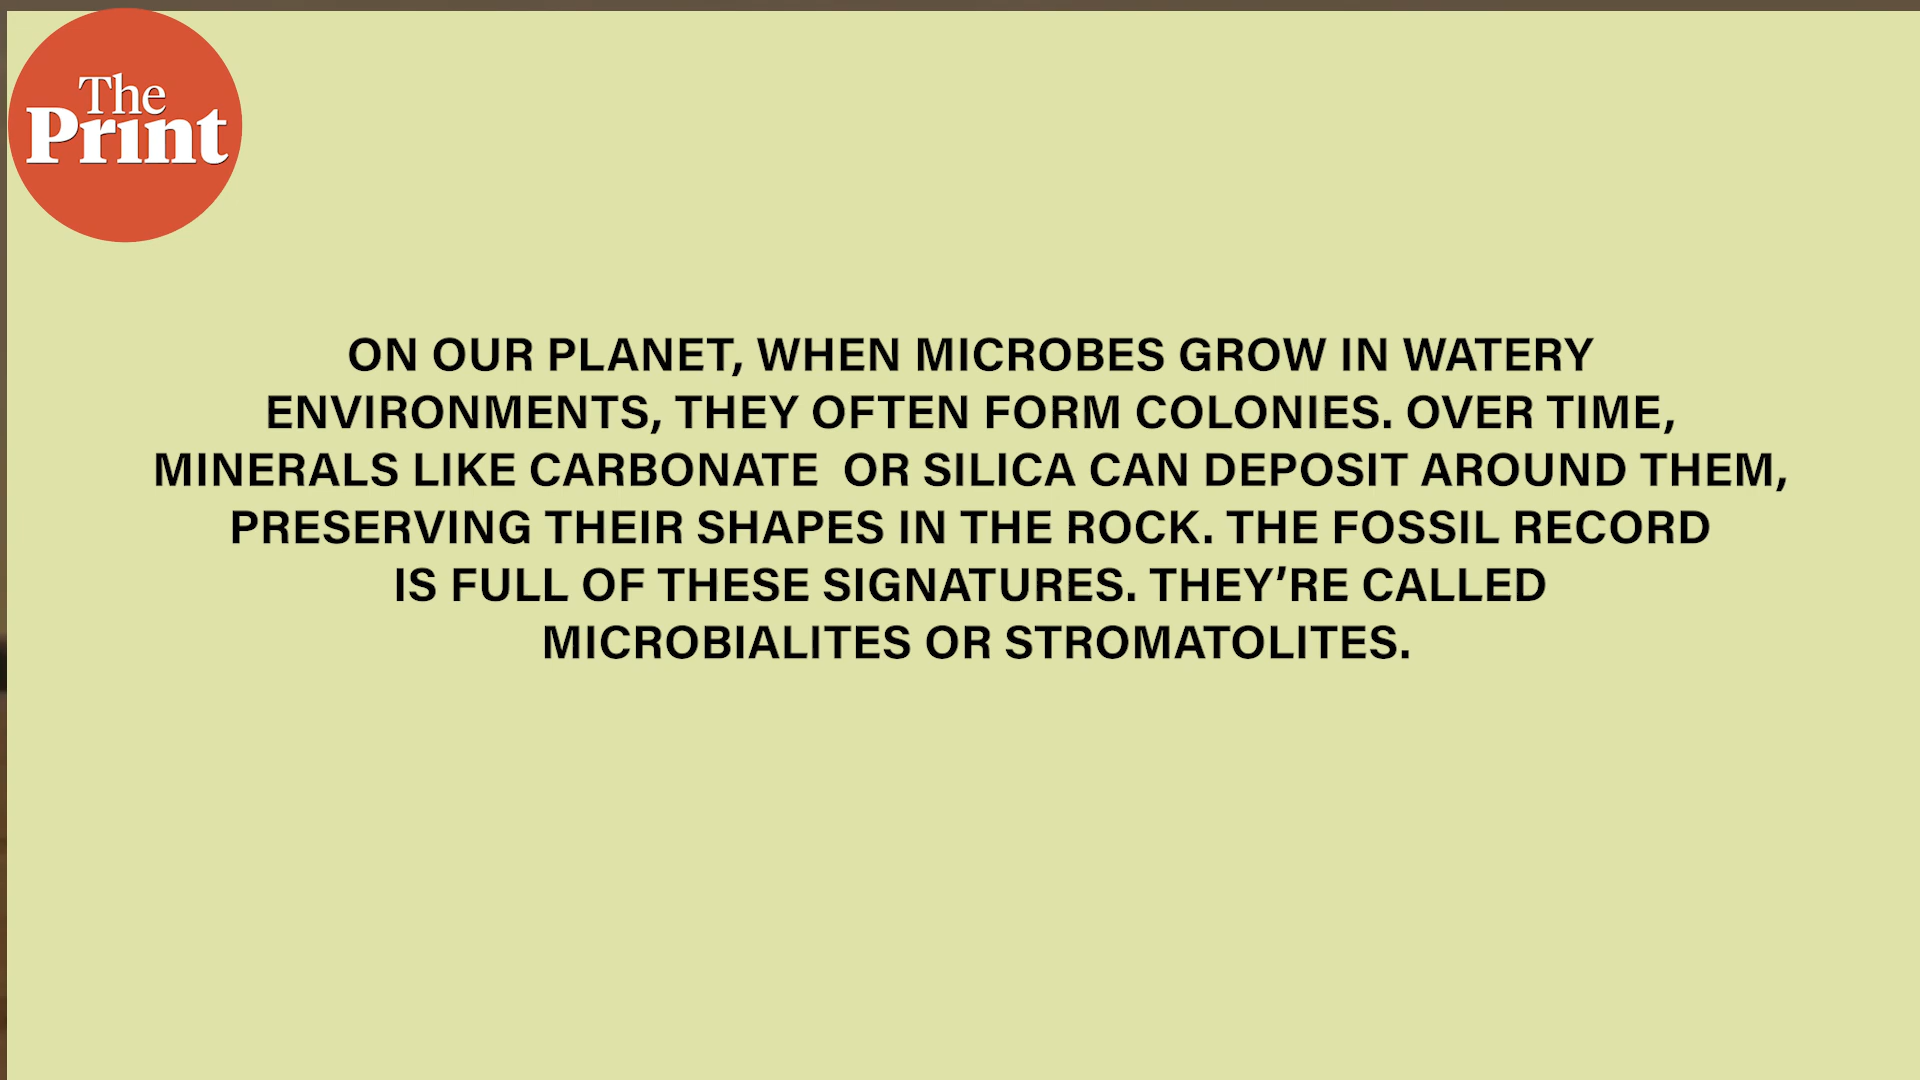 The
Print
ON OUR PLANET, WHEN MICROBES GROW IN WATERY
ENVIRONMENTS, THEY OFTEN FORM COLONIES. OVER TIME,
MINERALS LIKE CARBONATE  OR SILICA CAN DEPOSIT AROUND THEM,
PRESERVING THEIR SHAPES IN THE ROCK. THE FOSSIL RECORD
IS FULL OF THESE SIGNATURES. THEY’RE CALLED
MICROBIALITES OR STROMATOLITES.